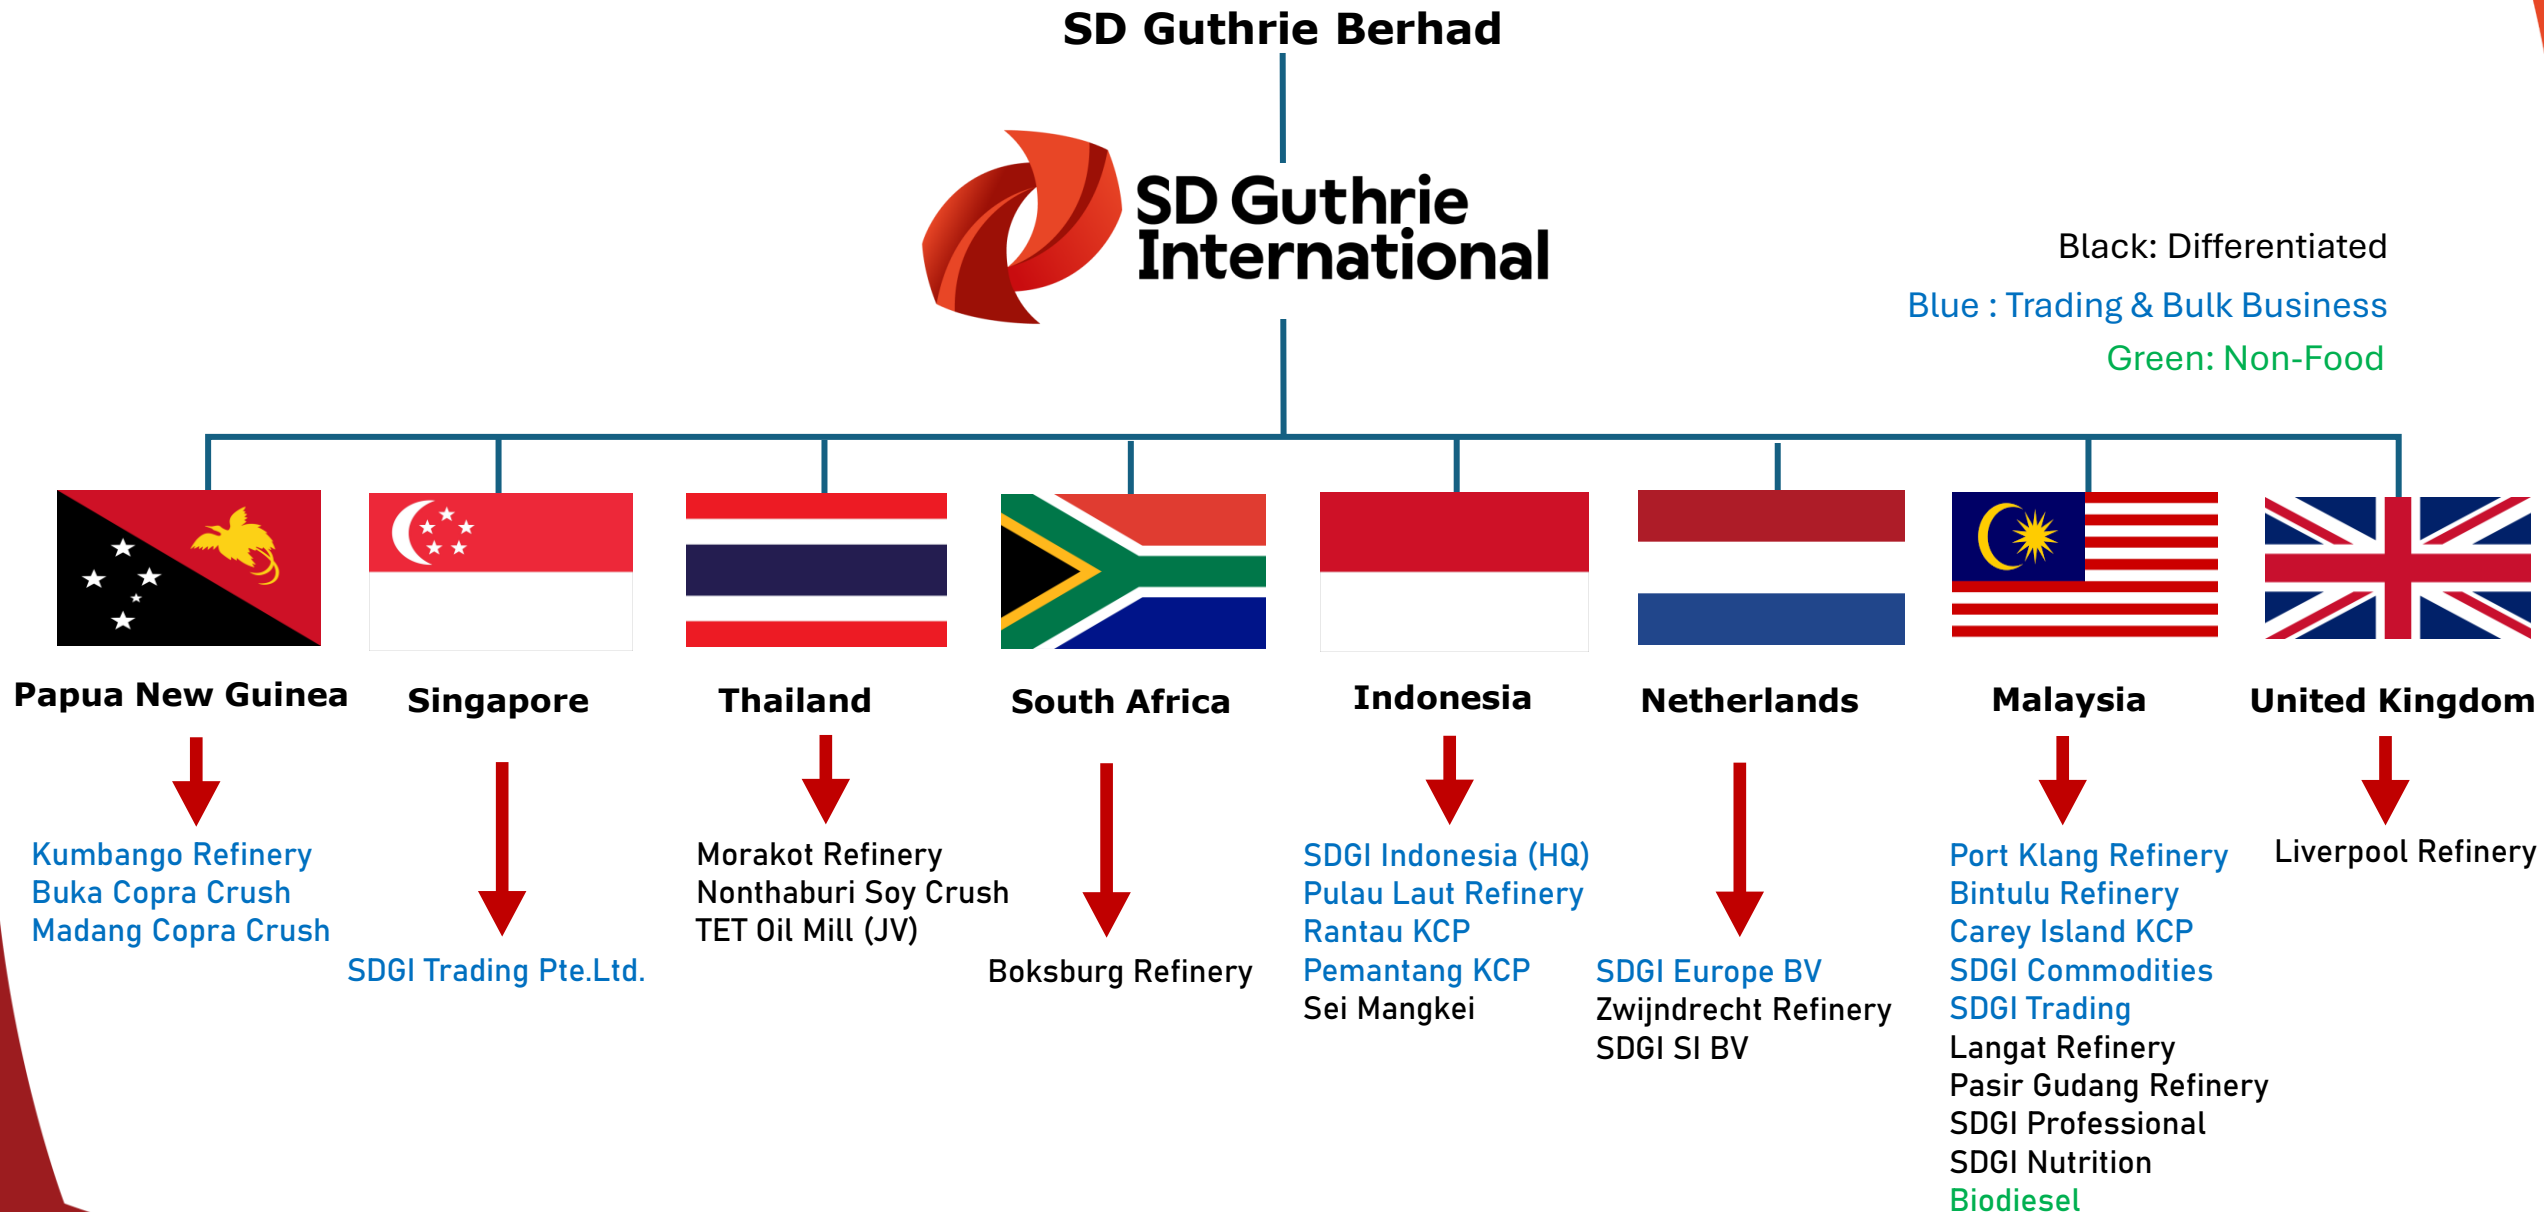 SD Guthrie Berhad
SD Guthrie
International
Black: Differentiated
Blue : Trading & Bulk Business
Green: Non-Food
Papua New Guinea
Kumbango Refinery
Buka Copra Crush
Madang Copra Crush
Singapore
SDGI Trading Pte.Ltd.
Thailand
Morakot Refinery
Nonthaburi Soy Crush
TET Oil Mill (JV)
South Africa
Boksburg Refinery
Indonesia
SDGI Indonesia (HQ)
Pulau Laut Refinery
Rantau KCP
Pemantang KCP
Sei Mangkei
Netherlands
SDGI Europe BV
Zwijndrecht Refinery
SDGI SI BV
Malaysia
Port Klang Refinery
Bintulu Refinery
Carey Island KCP
SDGI Commodities
SDGI Trading
Langat Refinery
Pasir Gudang Refinery
SDGI Professional
SDGI Nutrition
Biodiesel
United Kingdom
Liverpool Refinery